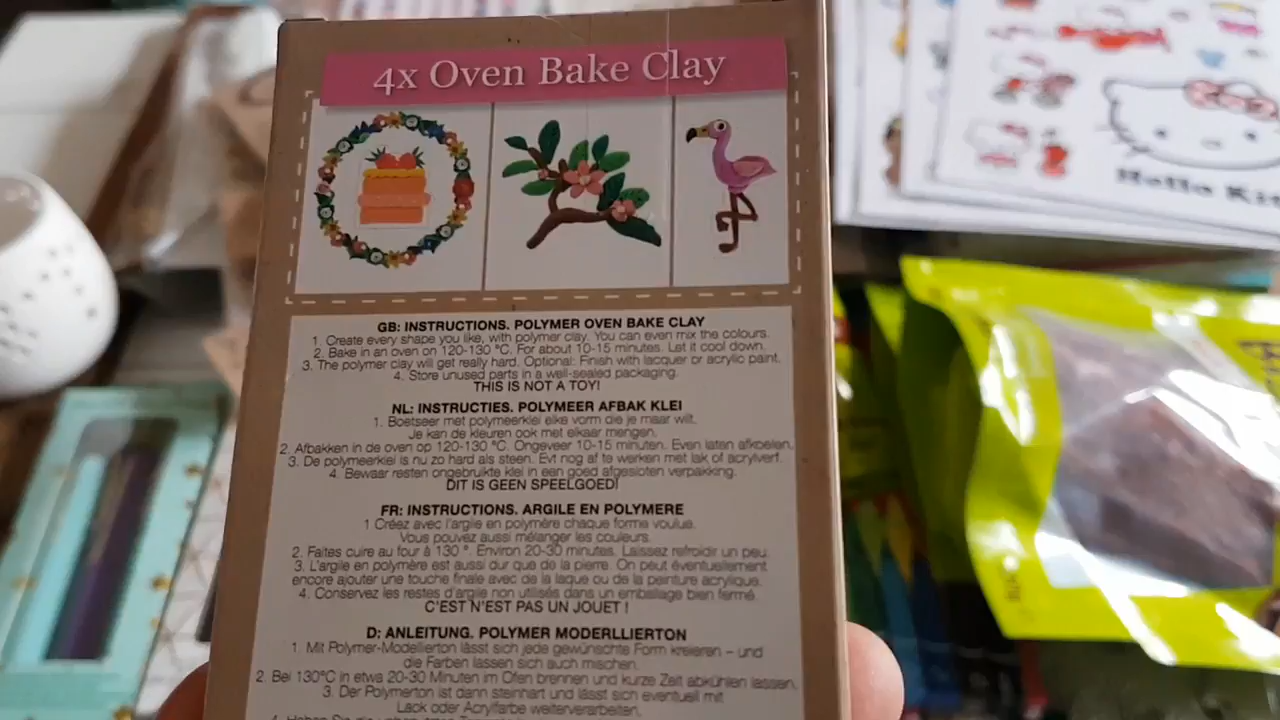 4x Oven Bake Clay
Hello Kit
GB: INSTRUCTIONS. POLYMER OVEN BAKE CLAY
1. Create every shape you like, with polymer clay. You can even mix the colours.
2. Bake in an oven on 120-130 °C. For about 10-15 minutes. Let it cool down.
3. The polymer clay will get really hard. Optional: Finish with lacquer or acrylic paint.
4. Store unused parts in a well-sealed packaging.
THIS IS NOT A TOY!
NL: INSTRUCTIES. POLYMEER AFBAK KLEI
1. Boetseer met polymeerklei elke vorm die je maar wilt.
Je kan de kleuren ook met elkaar mengen.
2. Afbakken in de oven op 120-130 °C. Ongeveer 10-15 minuten. Even laten afkoelen.
3. De polymeerklei is nu zo hard als steen. Evt nog af te werken met lak of acrylverf.
4. Bewaar resten ongebruikte klei in een goed afgesloten verpakking.
DIT IS GEEN SPEELGOED!
FR: INSTRUCTIONS. ARGILE EN POLYMERE
1 Créez avec l'argile en polymère chaque forme voulue.
Vous pouvez aussi mélanger les couleurs.
2. Faites cuire au four à 130 °. Environ 20-30 minutes. Laissez refroidir un peu.
3. L'argile en polymère est aussi dur que de la pierre. On peut éventuellement
encore ajouter une touche finale avec de la laque ou de la peinture acrylique.
4. Conservez les restes d'argile non utilisés dans un emballage bien fermé.
C'EST N'EST PAS UN JOUET !
D: ANLEITUNG. POLYMER MODERLLIERTON
1. Mit Polymer-Modellierton lässt sich jede gewünschte Form kreieren – und
die Farben lassen sich auch mischen.
2. Bei 130°C in etwa 20-30 Minuten im Ofen brennen und kurze Zeit abkühlen lassen.
3. Der Polymerton ist dann steinhart und lässt sich eventuell mit
Lack oder Acrylfarbe weiterverarbeiten.